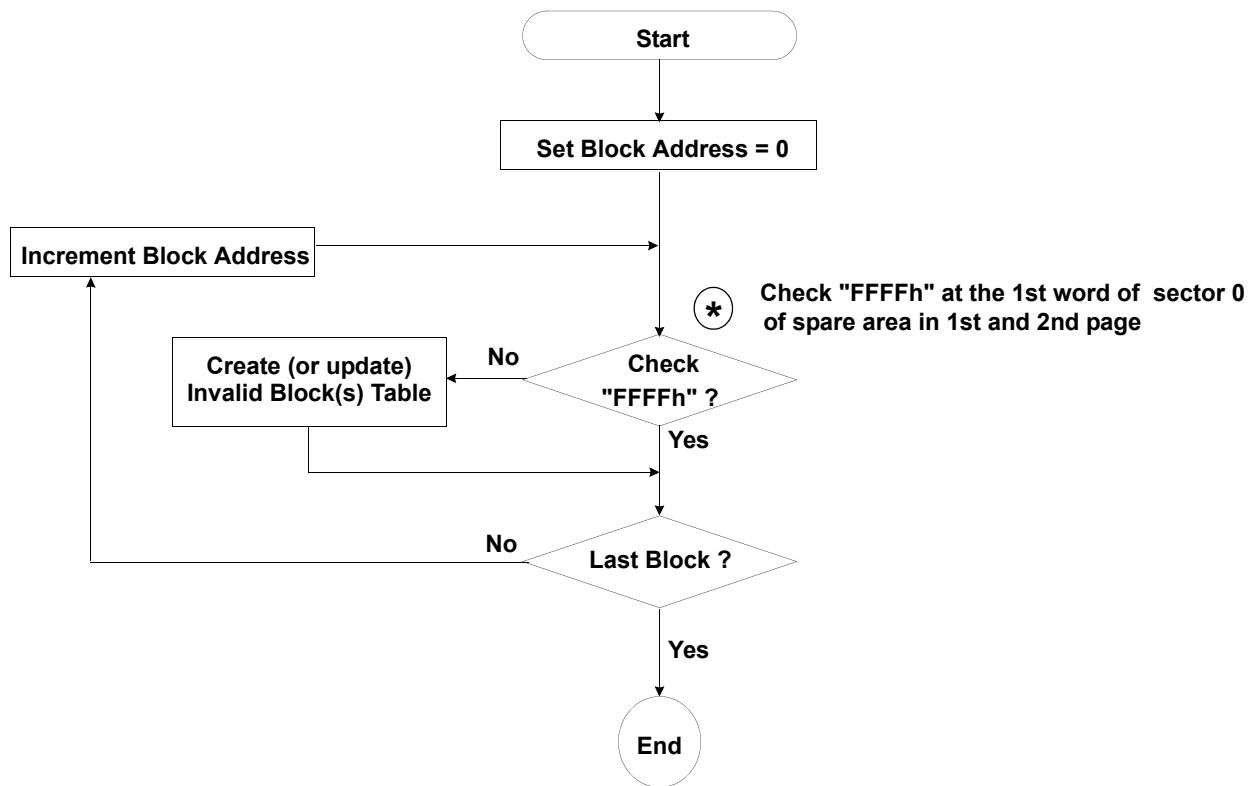 Start
Set Block Address = 0
Increment Block Address
*
Check "FFFFh" at the 1st word of sector 0
of spare area in 1st and 2nd page
No
Create (or update)
Invalid Block(s) Table
Check
"FFFFh" ?
Yes
No
Last Block ?
Yes
End